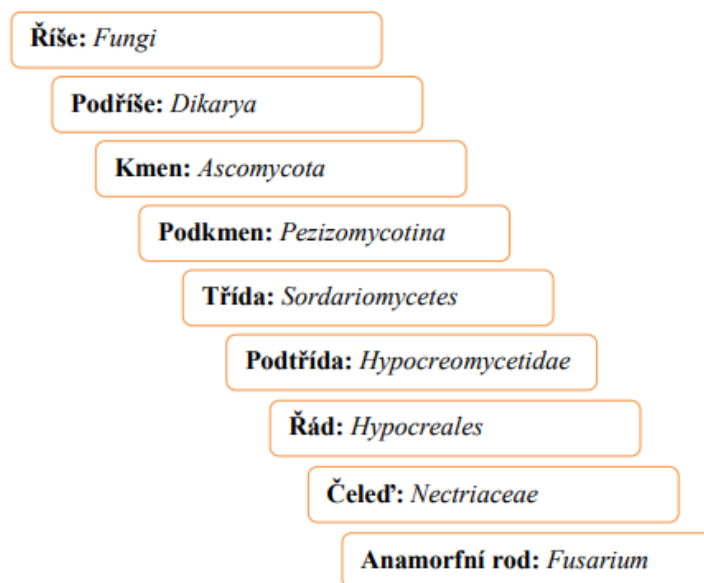 Říše: Fungi
Podříše: Dikarya
Kmen: Ascomycota
Podkmen: Pezizomycotina
Třída: Sordariomycetes
Podtřída: Hypocreomycetidae
Řád: Hypocreales
Čeleď: Nectriaceae
Anamorfní rod: Fusarium